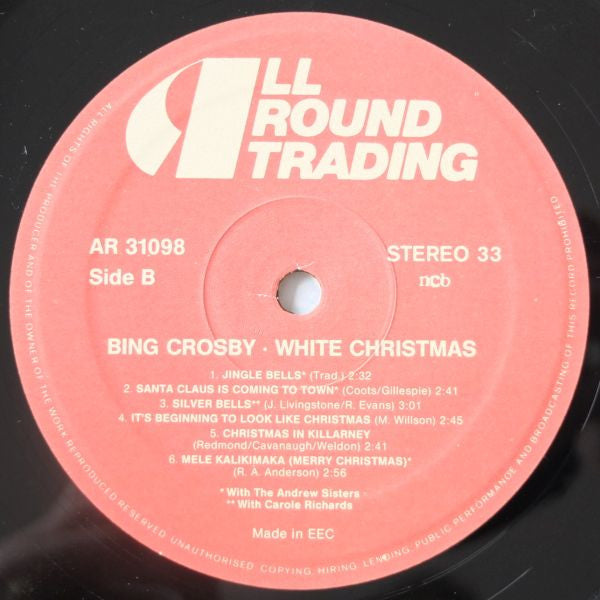 ALL
ROUND
TRADING
AR 31098
Side B
STEREO 33
ncb
BING CROSBY · WHITE CHRISTMAS
1. JINGLE BELLS* (Trad.) 2:32
2. SANTA CLAUS IS COMING TO TOWN* (Coots/Gillespie) 2:41
3. SILVER BELLS** (J. Livingstone/R. Evans) 3:01
4. IT'S BEGINNING TO LOOK LIKE CHRISTMAS (M. Willson) 2:45
5. CHRISTMAS IN KILLARNEY
(Redmond/Cavanaugh/Weldon) 2:41
6. MELE KALIKIMAKA (MERRY CHRISTMAS)*
(R. A. Anderson) 2:56
* With The Andrew Sisters
** With Carole Richards
Made in EEC
ALL RIGHTS OF THE PRODUCER AND OF THE OWNER OF THE WORK REPRODUCED RESERVED. UNAUTHORISED COPYING, HIRING, LENDING, PUBLIC PERFORMANCE AND BROADCASTING OF THIS RECORD PROHIBITED